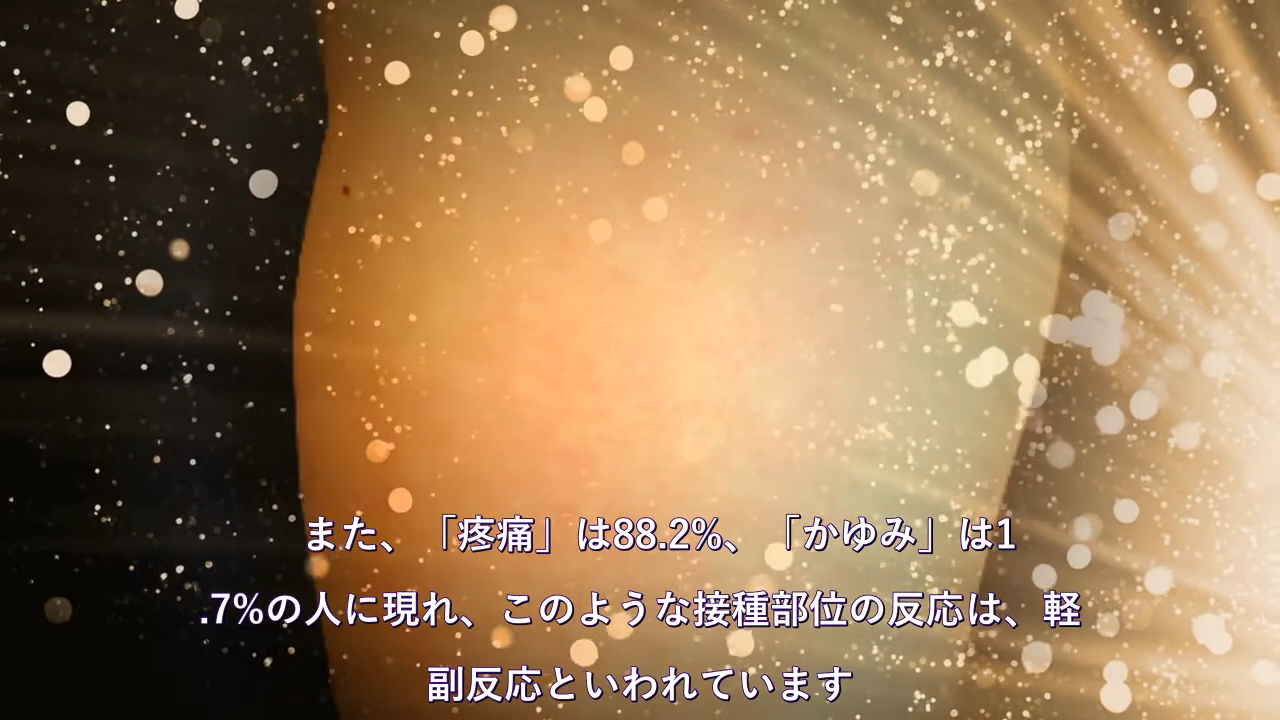 また、「疼痛」は88.2%、「かゆみ」は1
.7%の人に現れ、このような接種部位の反応は、軽
副反応といわれています